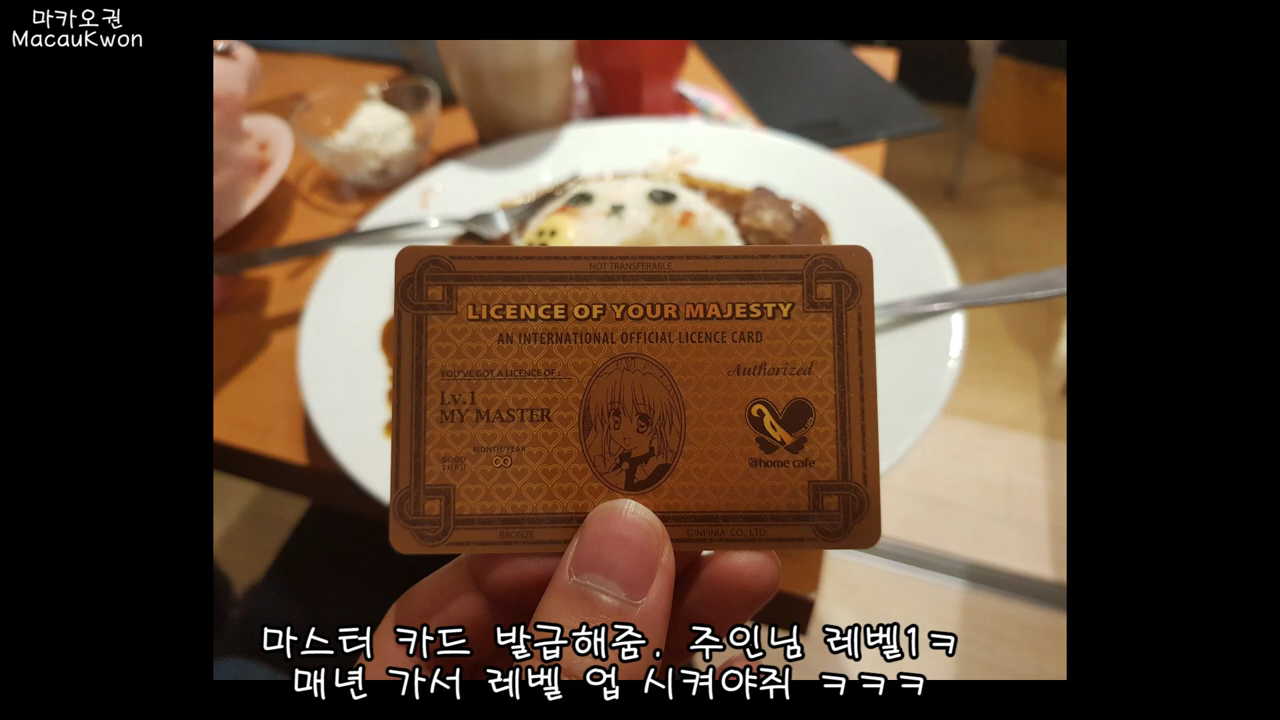 마카오권
MacauKwon
NOT TRANSFERABLE
LICENCE OF YOUR MAJESTY
AN INTERNATIONAL OFFICIAL LICENCE CARD
YOU'VE GOT A LICENCE OF:
Authorized
Lv.1
MY MASTER
MONTH/YEAR
GOOD
THRU
∞
@home cafe
BRONZE
©INFINIA CO., LTD.
마스터 카드 발급해줌. 주인님 레벨1ㅋ
매년 가서 레벨 업 시켜야쥐 ㅋㅋㅋ